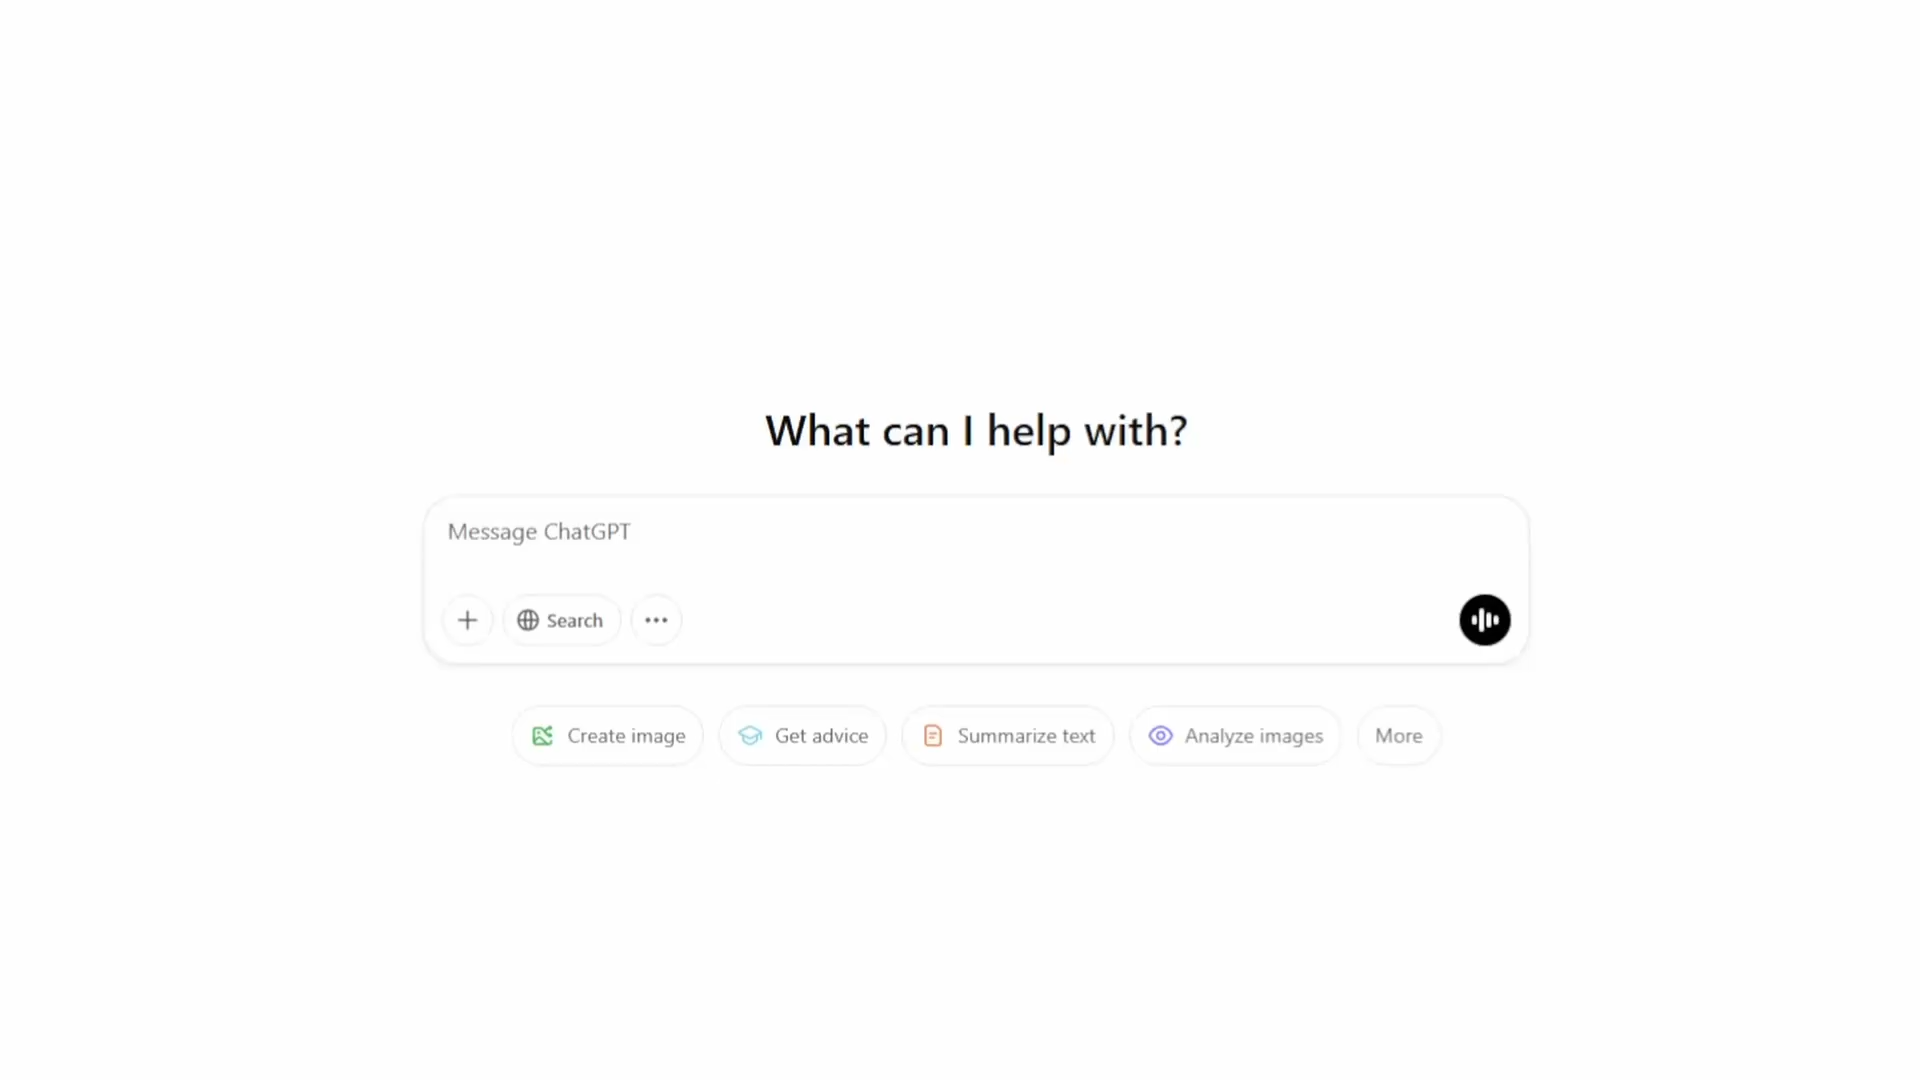 What can I help with?
Message ChatGPT
Search
Create image
Get advice
Summarize text
Analyze images
More